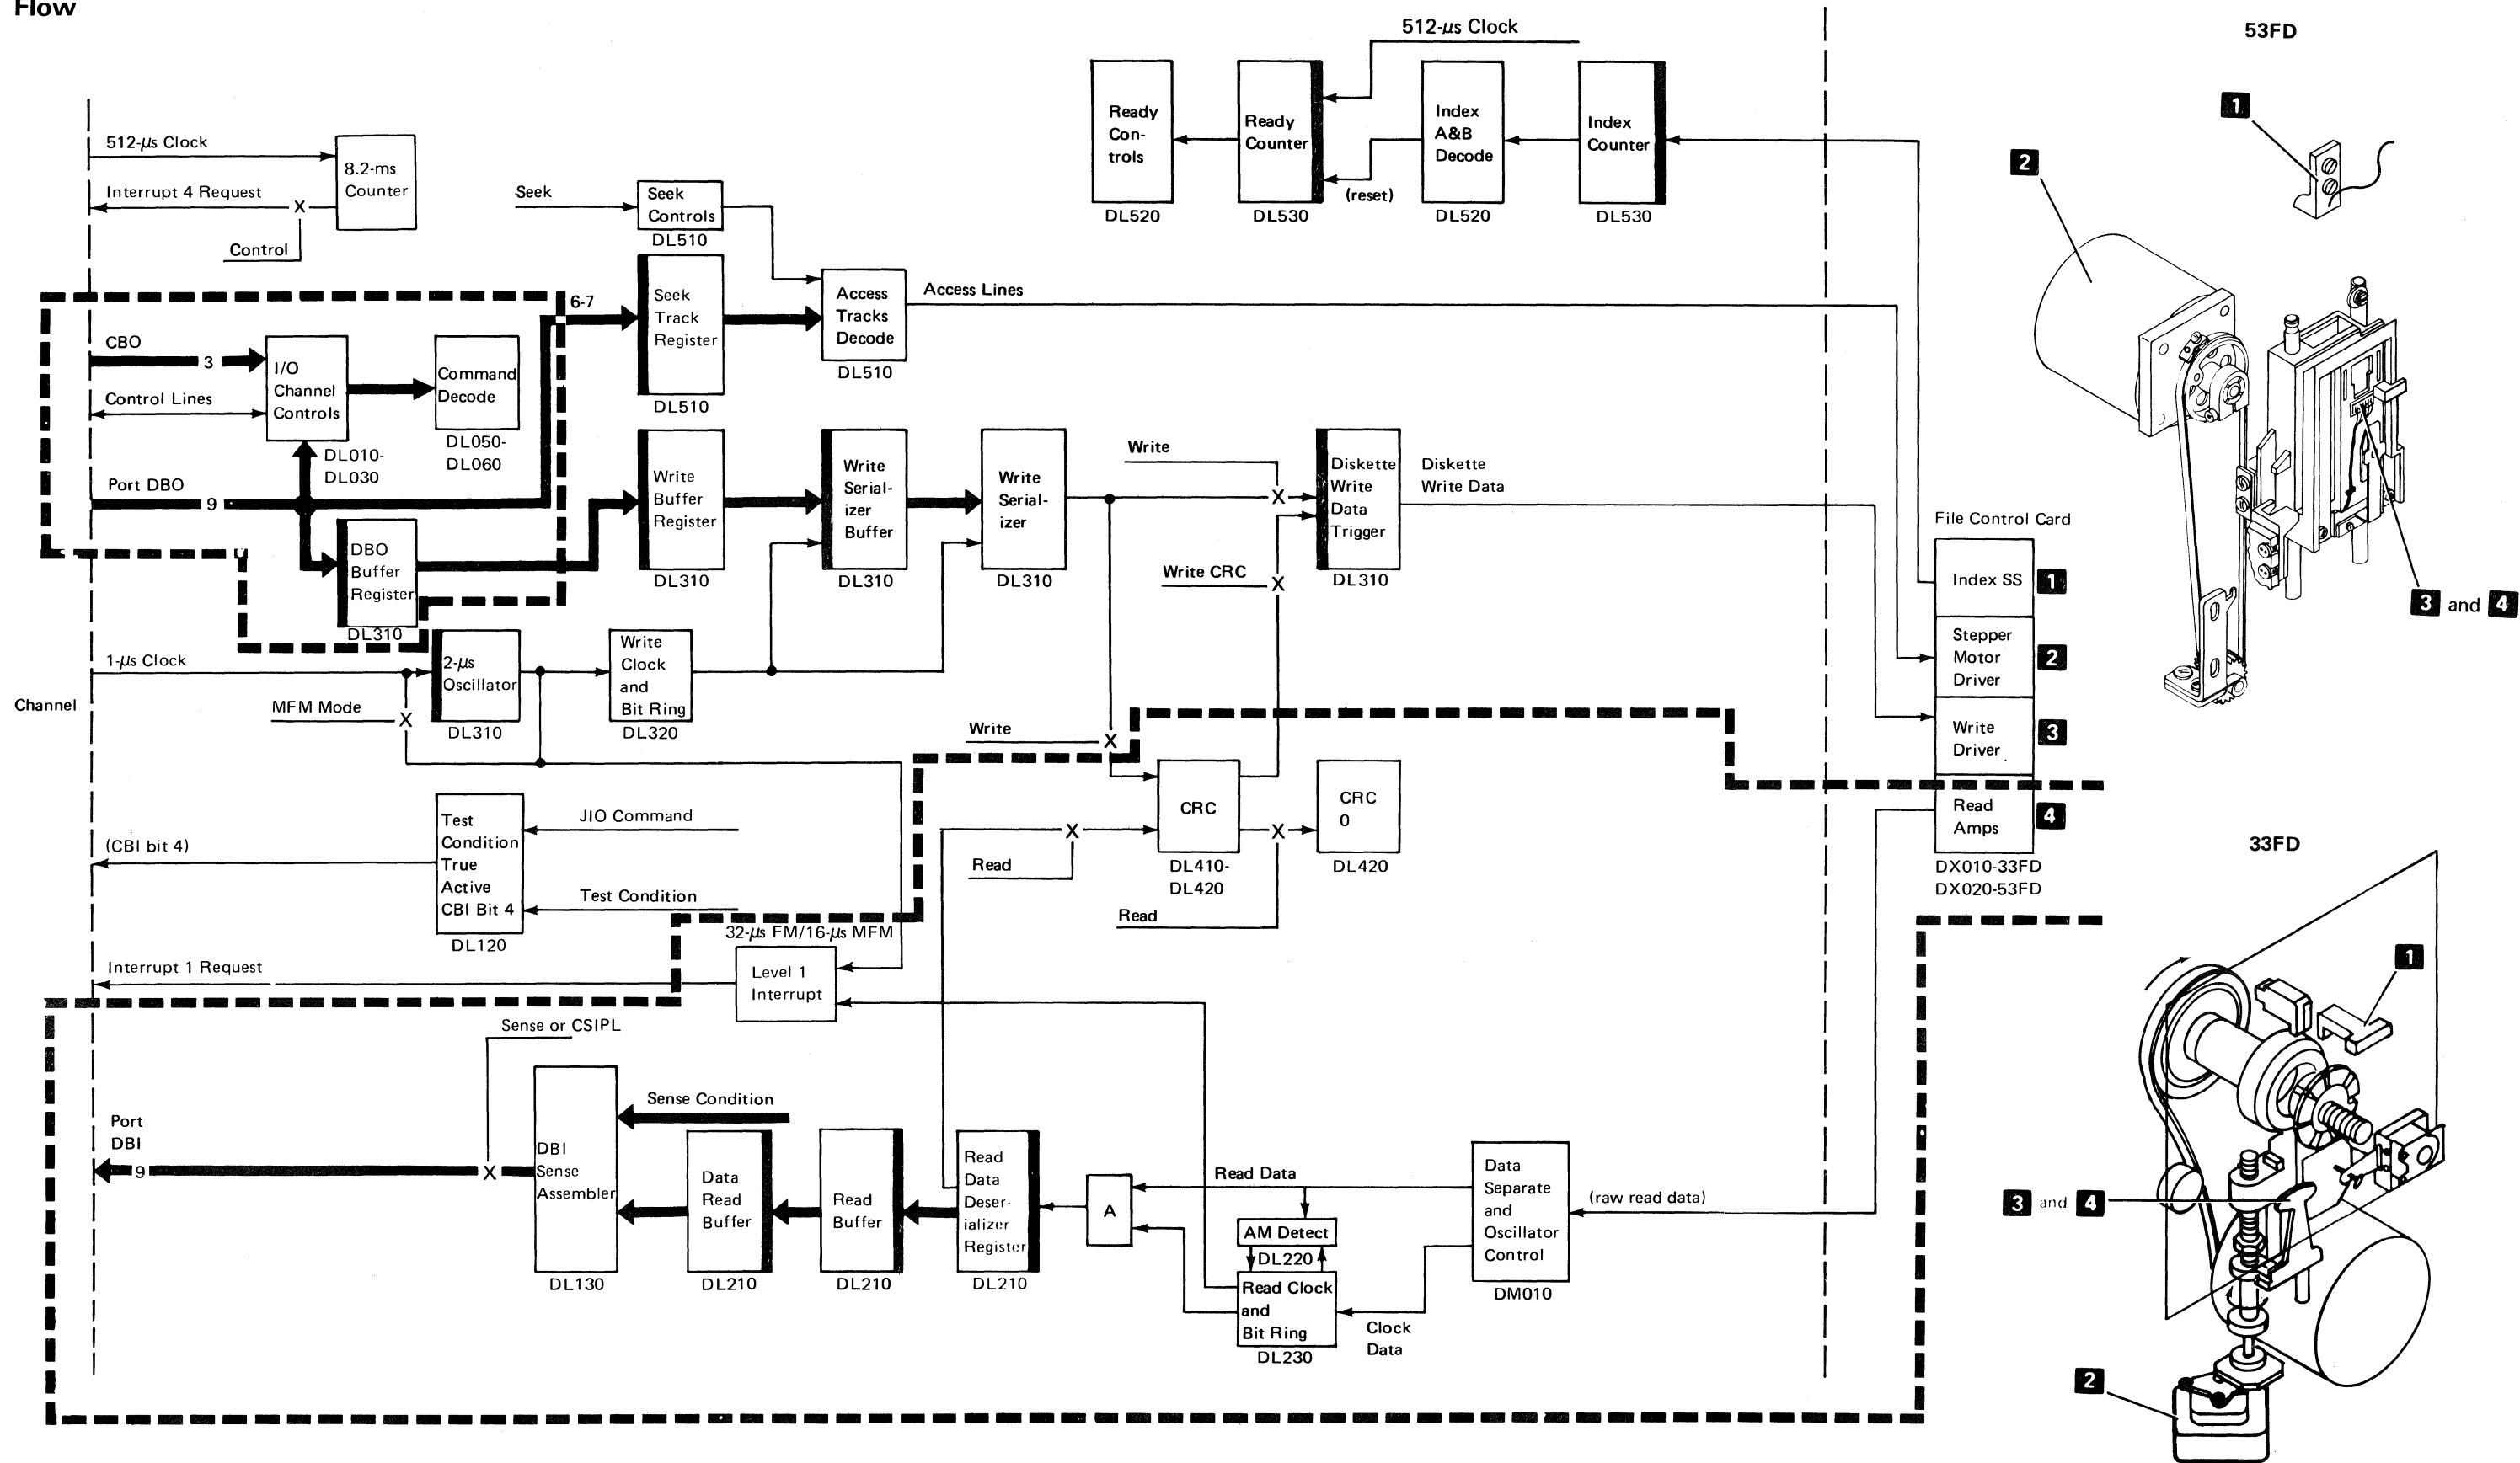 Flow
512-μs Clock
53FD
1
2
Ready
Con-
trols
DL520
Ready
Counter
DL530
(reset)
Index
A&B
Decode
DL520
Index
Counter
DL530
512-μs Clock
8.2-ms
Counter
Interrupt 4 Request
X
Control
Seek
Seek
Controls
DL510
6-7
Seek
Track
Register
DL510
Access
Tracks
Decode
DL510
Access Lines
CBO
3
I/O
Channel
Controls
DL010-
DL030
Command
Decode
DL050-
DL060
Control Lines
Port DBO
9
DBO
Buffer
Register
DL310
Write
Buffer
Register
DL310
Write
Serial-
izer
Buffer
DL310
Write
Serial-
izer
DL310
Write
X
Write CRC
X
Diskette
Write
Data
Trigger
DL310
Diskette
Write Data
File Control Card
Index SS
1
Stepper
Motor
Driver
2
Write
Driver
3
Read
Amps
4
DX010-33FD
DX020-53FD
3 and 4
1-μs Clock
2-μs
Oscillator
DL310
Write
Clock
and
Bit Ring
DL320
Channel
MFM Mode
X
Write
X
CRC
DL410-
DL420
X
CRC
0
DL420
X
Read
Read
Test
Condition
True
Active
CBI Bit 4
DL120
JIO Command
Test Condition
(CBI bit 4)
32-μs FM/16-μs MFM
Level 1
Interrupt
Interrupt 1 Request
Sense or CSIPL
Port
DBI
9
X
DBI
Sense
Assembler
DL130
Sense Condition
Data
Read
Buffer
DL210
Read
Buffer
DL210
Read
Data
Deser-
ializer
Register
DL210
A
Read Data
AM Detect
DL220
Read Clock
and
Bit Ring
DL230
Clock
Data
Data
Separate
and
Oscillator
Control
DM010
(raw read data)
33FD
1
3 and 4
2